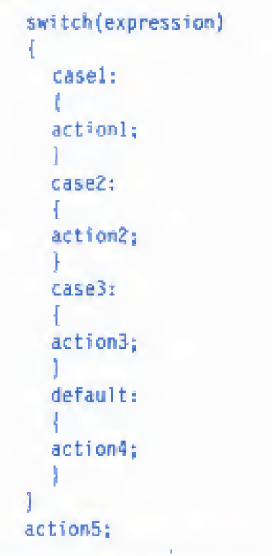 switch(expression)
{
case1:
{
action1;
}
case2:
{
action2;
}
case3:
{
action3;
}
default:
{
action4;
}
}
action5;